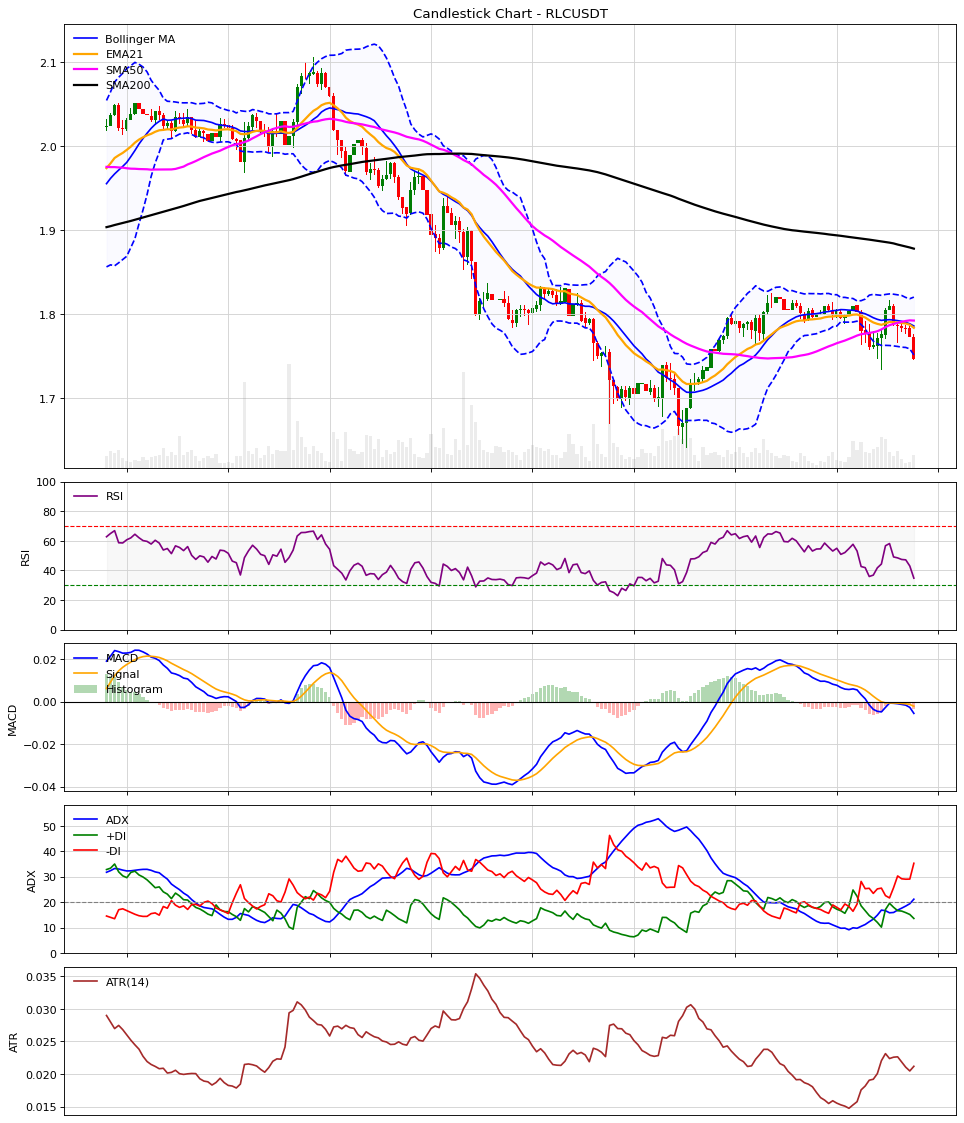 Candlestick Chart - RLCUSDT
Bollinger MA
EMA21
SMA50
SMA200
2.1
2.0
1.9
1.8
1.7
RSI
100
80
60
40
20
0
RSI
MACD
Signal
Histogram
0.02
0.00
−0.02
−0.04
MACD
ADX
+DI
-DI
50
40
30
20
10
0
ADX
ATR(14)
0.035
0.030
0.025
0.020
0.015
ATR